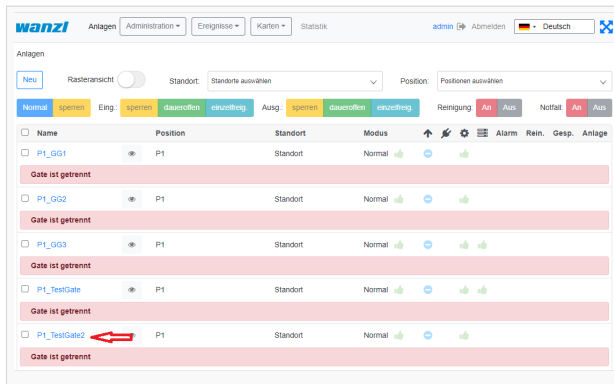 wanzl Anlagen Administration Ereignisse Karten Statistik admin Abmelden Deutsch
Anlagen
Neu Rasteransicht Standort: Standorte auswählen Position: Positionen auswählen
Normal sperren Eing.: sperren daueroffen einzelfreig. Ausg.: sperren daueroffen einzelfreig. Reinigung: An Aus Notfall: An Aus
Name Position Standort Modus Alarm Rein. Gesp. Anlage
P1_GG1 P1 Standort Normal
Gate ist getrennt
P1_GG2 P1 Standort Normal
Gate ist getrennt
P1_GG3 P1 Standort Normal
Gate ist getrennt
P1_TestGate P1 Standort Normal
Gate ist getrennt
P1_TestGate2 P1 Standort Normal
Gate ist getrennt